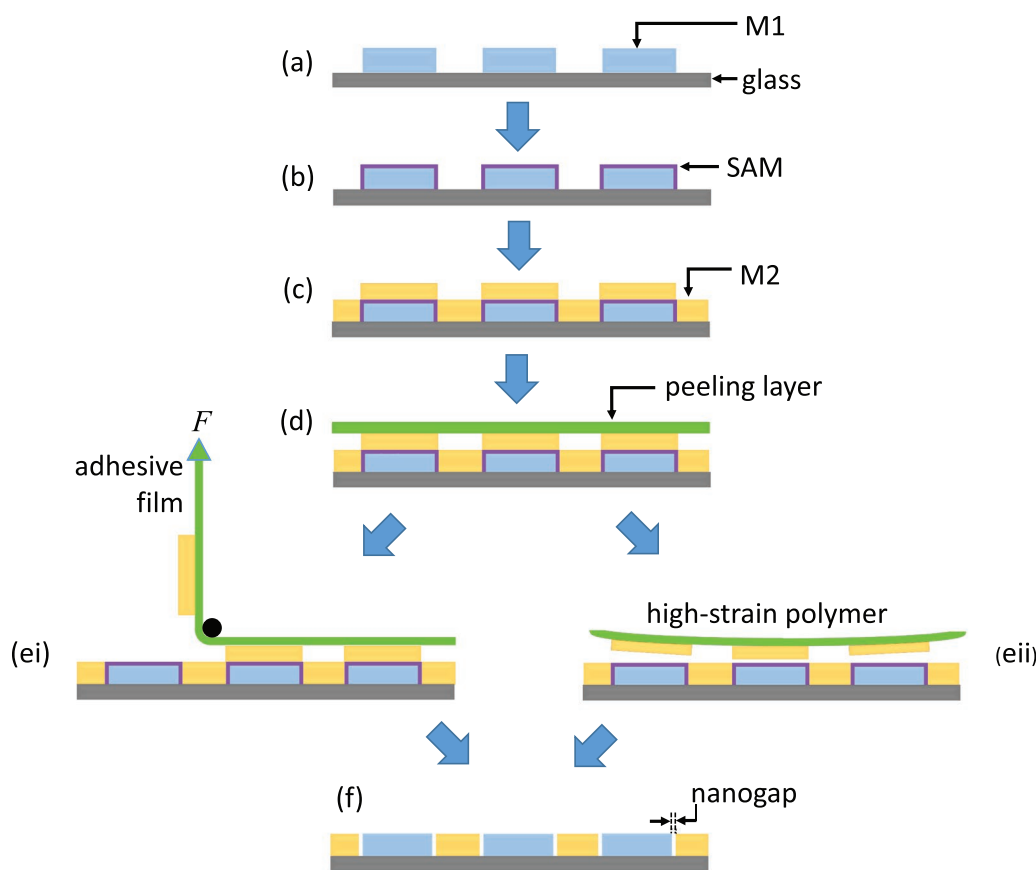 (a)
M1
glass
(b)
SAM
(c)
M2
(d)
peeling layer
F
adhesive
film
(ei)
high-strain polymer
(eii)
(f)
nanogap